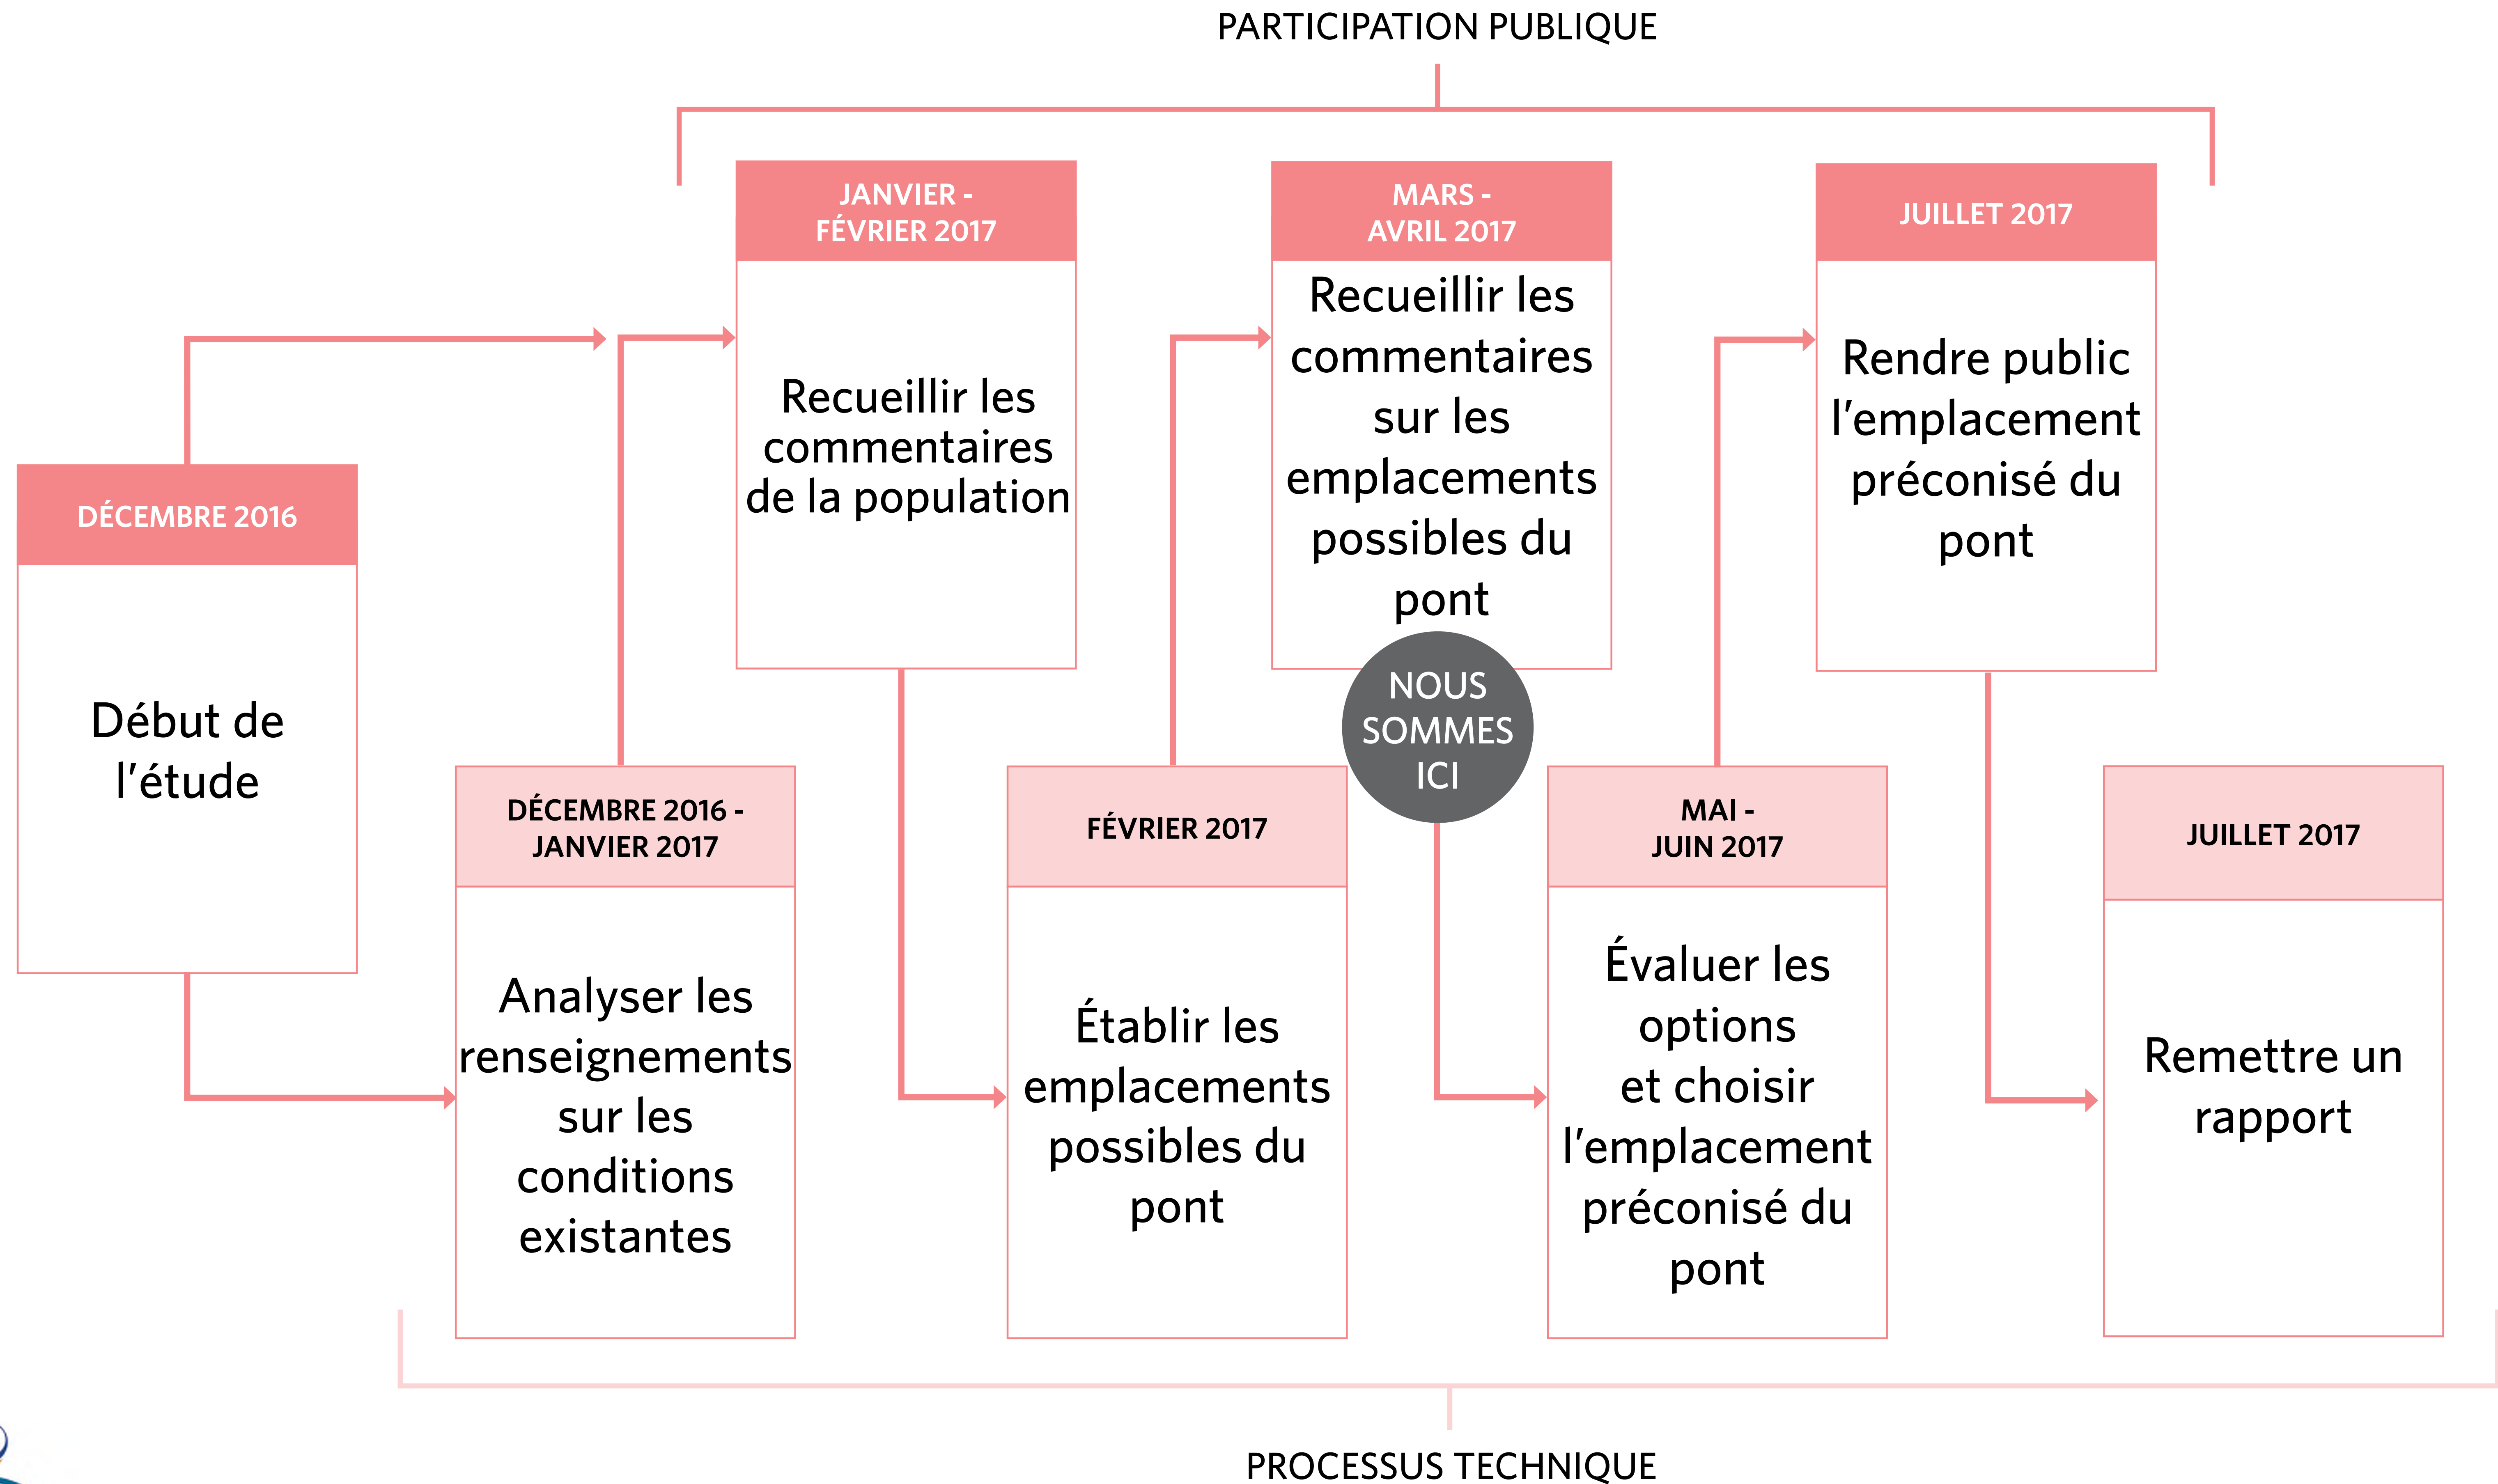 PARTICIPATION PUBLIQUE
DÉCEMBRE 2016
Début de
l'étude
DÉCEMBRE 2016 -
JANVIER 2017
Analyser les
renseignements
sur les
conditions
existantes
JANVIER -
FÉVRIER 2017
Recueillir les
commentaires
de la population
FÉVRIER 2017
Établir les
emplacements
possibles du
pont
MARS -
AVRIL 2017
Recueillir les
commentaires
sur les
emplacements
possibles du
pont
NOUS
SOMMES
ICI
MAI -
JUIN 2017
Évaluer les
options
et choisir
l'emplacement
préconisé du
pont
JUILLET 2017
Rendre public
l'emplacement
préconisé du
pont
JUILLET 2017
Remettre un
rapport
PROCESSUS TECHNIQUE